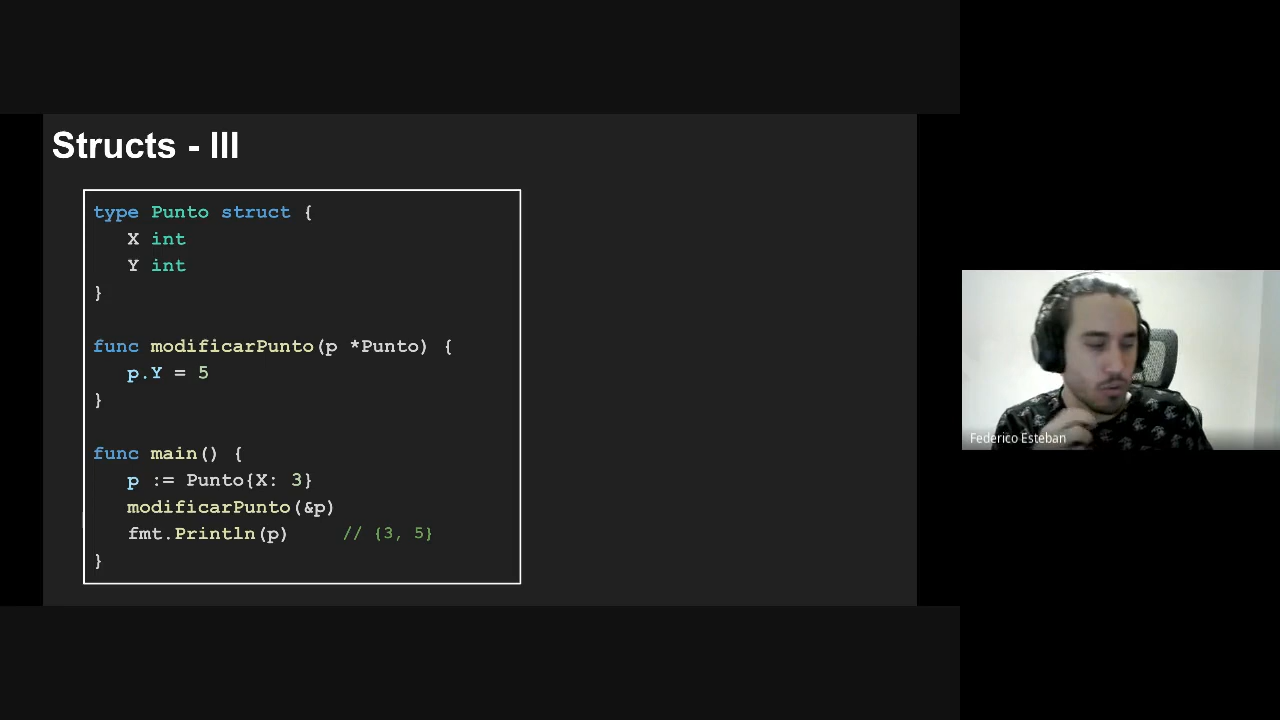 Structs - III
type Punto struct {
   X int
   Y int
}
func modificarPunto(p *Punto) {
   p.Y = 5
}
func main() {
   p := Punto{X: 3}
   modificarPunto(&p)
   fmt.Println(p)     // {3, 5}
}
Federico Esteban